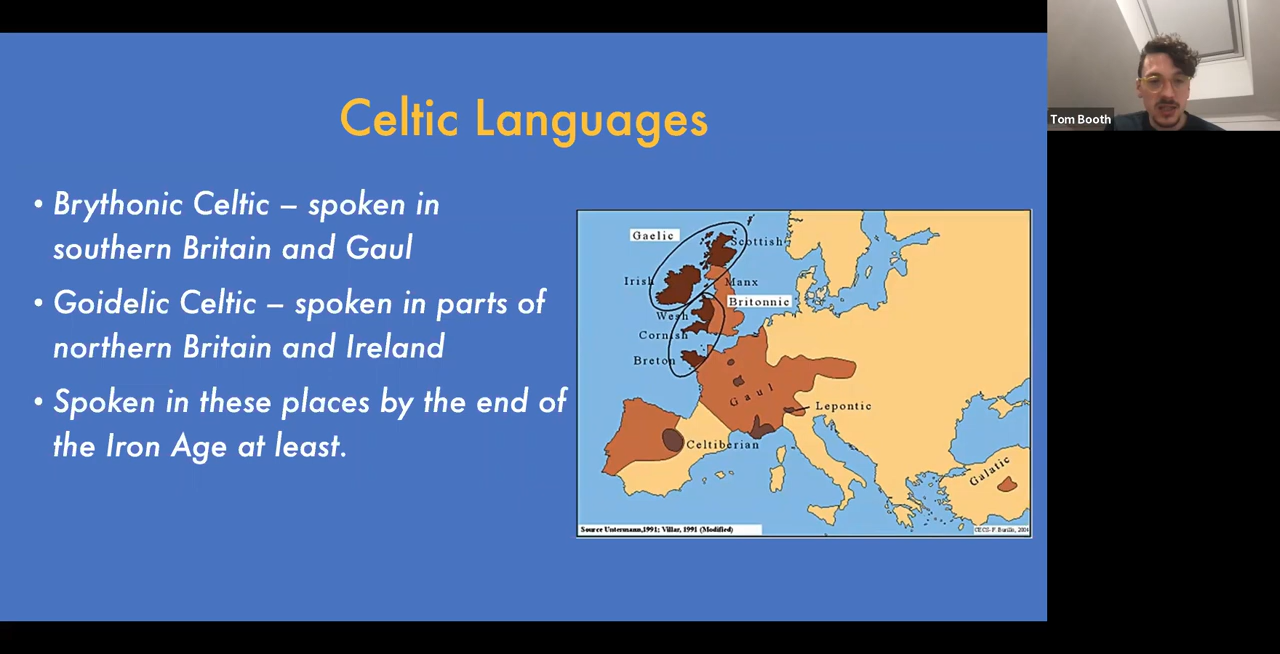 Celtic Languages
• Brythonic Celtic – spoken in
southern Britain and Gaul
• Goidelic Celtic – spoken in parts of
northern Britain and Ireland
• Spoken in these places by the end of
the Iron Age at least.
Gaelic
Scottish
Irish
Manx
Britonnic
Welsh
Cornish
Breton
Gaul
Lepontic
Celtiberian
Galatic
Source Untermann,1991; Villar, 1991 (Modified)
Tom Booth